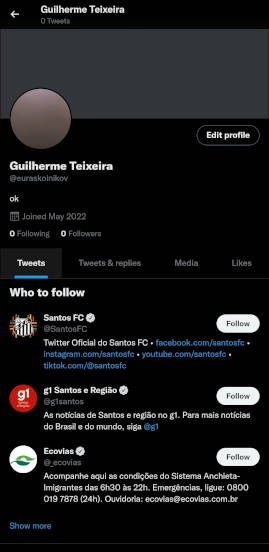 Guilherme Teixeira
0 Tweets
Edit profile
Guilherme Teixeira
@euraskolnikov
ok
Joined May 2022
0 Following 0 Followers
Tweets Tweets & replies Media Likes
Who to follow
Santos FC
@SantosFC
Follow
Twitter Oficial do Santos FC • facebook.com/santosfc •
instagram.com/santosfc • youtube.com/santosfc •
tiktok.com/@santosfc
g1
g1 Santos e Região
@g1santos
Follow
As notícias de Santos e região no g1. Para mais notícias
do Brasil e do mundo, siga @g1
Ecovias
@_ecovias
Follow
Acompanhe aqui as condições do Sistema Anchieta-
Imigrantes das 6h30 às 22h. Emergências, ligue: 0800
019 7878 (24h). Ouvidoria: ecovias@ecovias.com.br
Show more